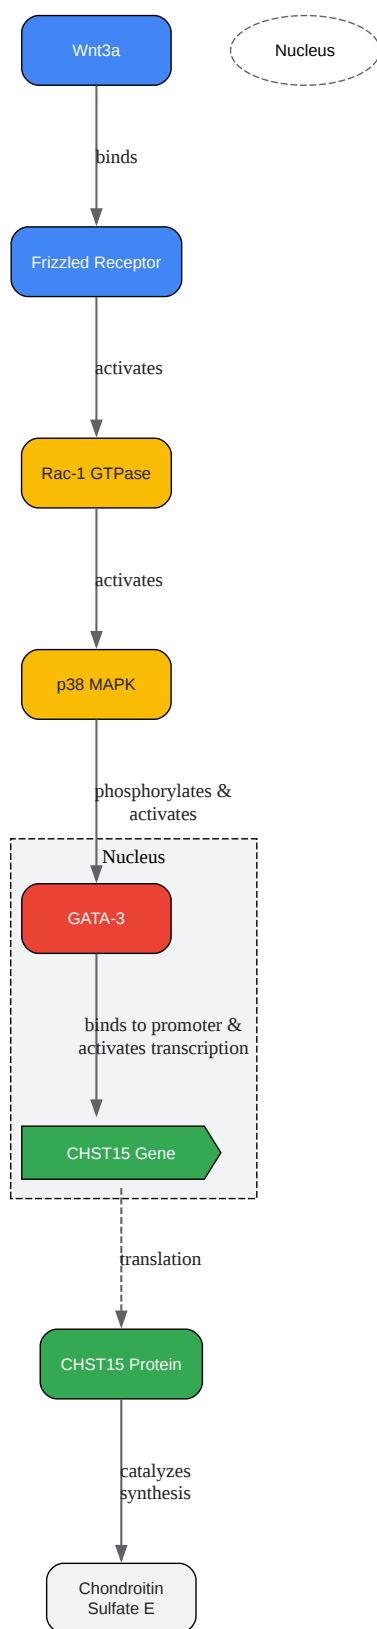 Wnt3a
Nucleus
binds
Frizzled Receptor
activates
Rac-1 GTPase
activates
p38 MAPK
phosphorylates &
activates
Nucleus
GATA-3
binds to promoter &
activates transcription
CHST15 Gene
translation
CHST15 Protein
catalyzes
synthesis
Chondroitin
Sulfate E